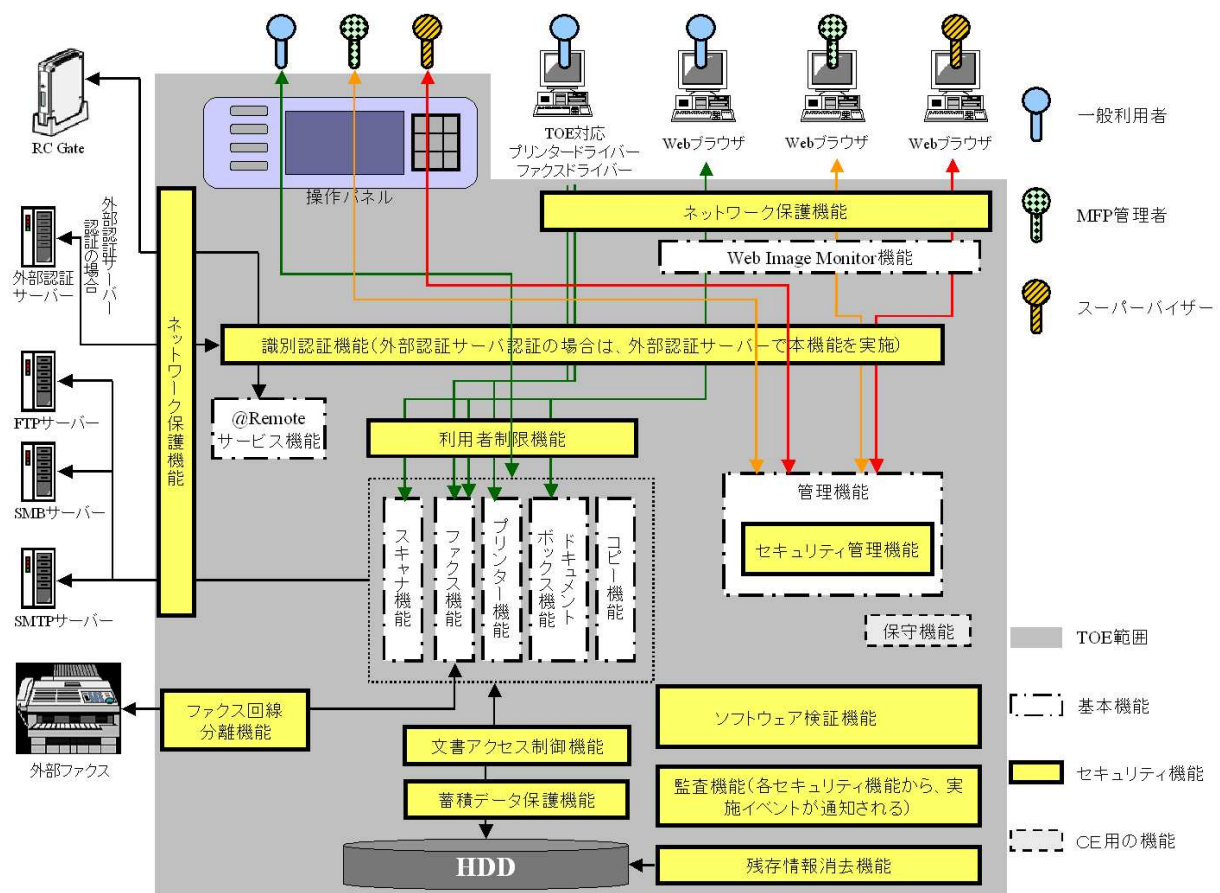 RC Gate
操作パネル
TOE対応
プリンタードライバー
ファクスドライバー
Webブラウザ
Webブラウザ
Webブラウザ
一般利用者
MFP管理者
スーパーバイザー
外部認証
サーバー
外部認証サーバー
認証の場合
ネットワーク保護機能
ネットワーク保護機能
Web Image Monitor機能
識別認証機能(外部認証サーバ認証の場合は、外部認証サーバーで本機能を実施)
@Remote
サービス機能
利用者制限機能
FTPサーバー
SMBサーバー
SMTPサーバー
スキャナ機能
ファクス機能
プリンター機能
ドキュメント
ボックス機能
コピー機能
管理機能
セキュリティ管理機能
保守機能
外部ファクス
ファクス回線
分離機能
文書アクセス制御機能
蓄積データ保護機能
HDD
ソフトウェア検証機能
監査機能(各セキュリティ機能から、実
施イベントが通知される)
残存情報消去機能
TOE範囲
基本機能
セキュリティ機能
CE用の機能